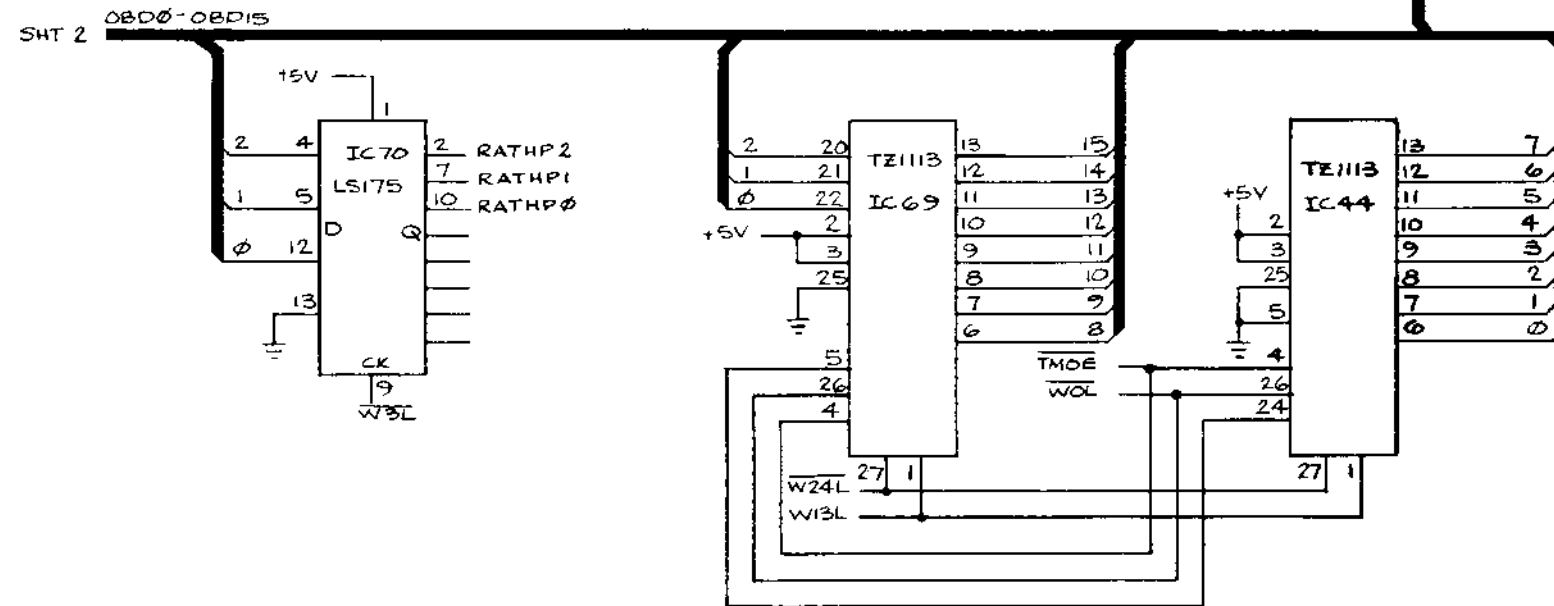 OBDØ-OBD15
SHT 2
+5V
1
2 4 IC70 2 RATHP2
LS175 7 RATHP1
1 5 10 RATHPØ
D Q
Ø 12
13
CK
9
W3L
2 20 TZ1113 13 15
1 21 12 14
Ø 22 IC69 11 13
+5V 2 10 12
3 9 11
25 8 10
7 9
6 8
5
26
4
27 1
W24L
W13L
TMOE
WOL
TZ1113 13 7
12 6
+5V IC44 11 5
2 10 4
3 9 3
25 8 2
5 7 1
6 Ø
4
26
24
27 1